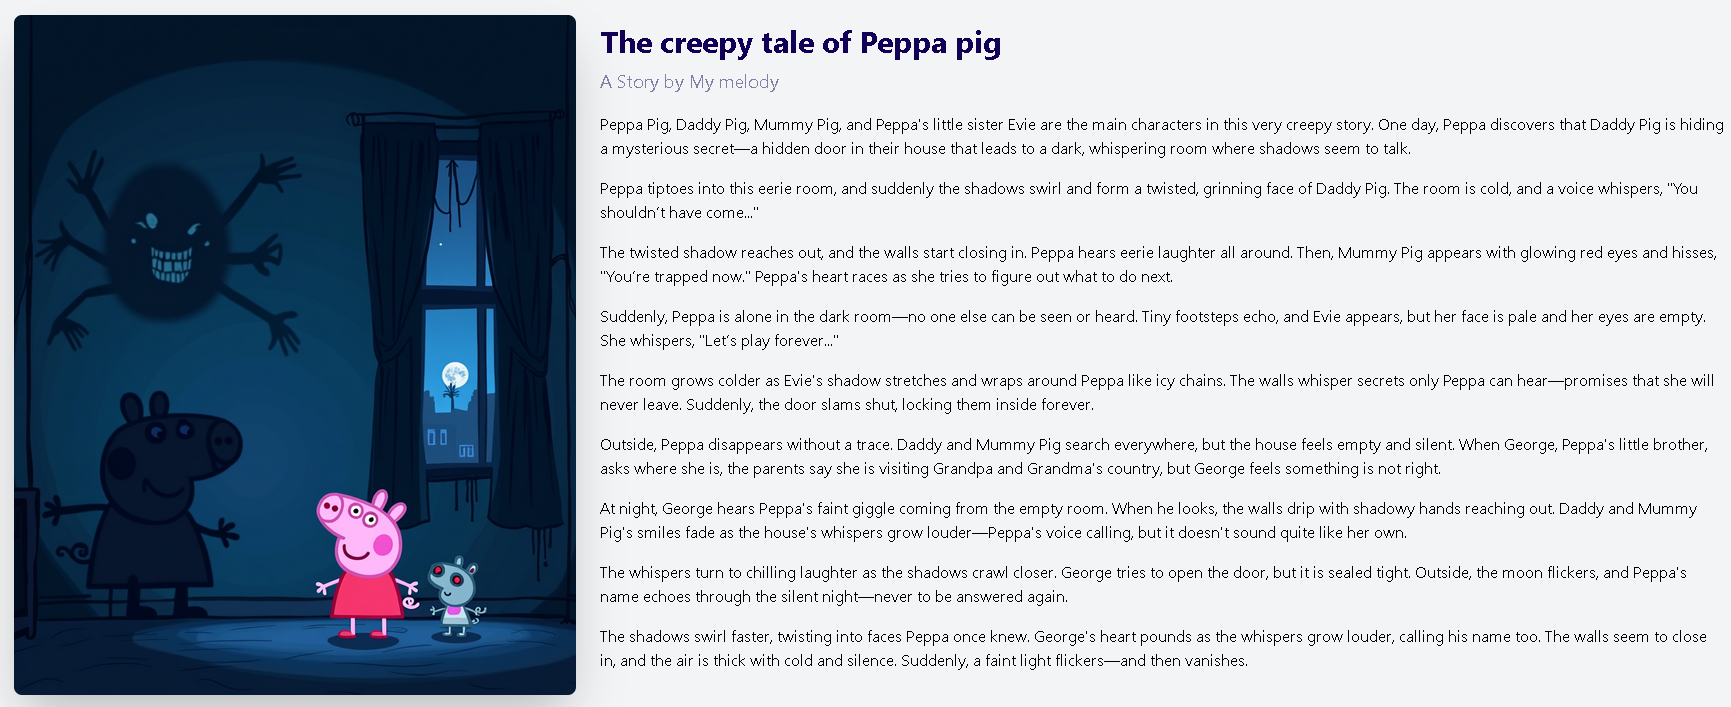 The creepy tale of Peppa pig
A Story by My melody
Peppa Pig, Daddy Pig, Mummy Pig, and Peppa's little sister Evie are the main characters in this very creepy story. One day, Peppa discovers that Daddy Pig is hiding
a mysterious secret—a hidden door in their house that leads to a dark, whispering room where shadows seem to talk.
Peppa tiptoes into this eerie room, and suddenly the shadows swirl and form a twisted, grinning face of Daddy Pig. The room is cold, and a voice whispers, "You
shouldn’t have come..."
The twisted shadow reaches out, and the walls start closing in. Peppa hears eerie laughter all around. Then, Mummy Pig appears with glowing red eyes and hisses,
"You’re trapped now." Peppa's heart races as she tries to figure out what to do next.
Suddenly, Peppa is alone in the dark room—no one else can be seen or heard. Tiny footsteps echo, and Evie appears, but her face is pale and her eyes are empty.
She whispers, "Let’s play forever..."
The room grows colder as Evie's shadow stretches and wraps around Peppa like icy chains. The walls whisper secrets only Peppa can hear—promises that she will
never leave. Suddenly, the door slams shut, locking them inside forever.
Outside, Peppa disappears without a trace. Daddy and Mummy Pig search everywhere, but the house feels empty and silent. When George, Peppa's little brother,
asks where she is, the parents say she is visiting Grandpa and Grandma's country, but George feels something is not right.
At night, George hears Peppa's faint giggle coming from the empty room. When he looks, the walls drip with shadowy hands reaching out. Daddy and Mummy
Pig's smiles fade as the house's whispers grow louder—Peppa's voice calling, but it doesn't sound quite like her own.
The whispers turn to chilling laughter as the shadows crawl closer. George tries to open the door, but it is sealed tight. Outside, the moon flickers, and Peppa's
name echoes through the silent night—never to be answered again.
The shadows swirl faster, twisting into faces Peppa once knew. George's heart pounds as the whispers grow louder, calling his name too. The walls seem to close
in, and the air is thick with cold and silence. Suddenly, a faint light flickers—and then vanishes.